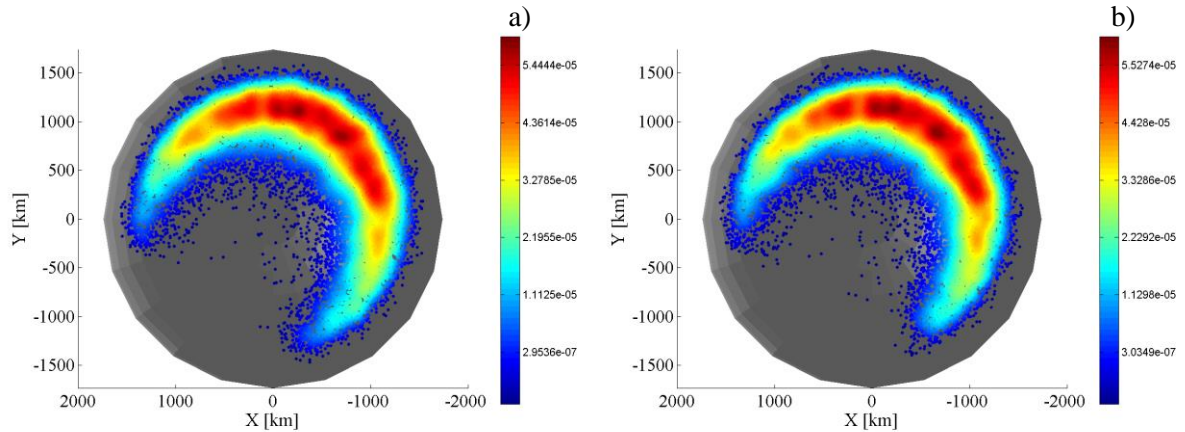 a)
5.4444e-05
4.3614e-05
3.2785e-05
2.1955e-05
1.1125e-05
2.9536e-07
1500
1000
500
0
-500
-1000
-1500
Y [km]
2000 1000 0 -1000 -2000
X [km]
b)
5.5274e-05
4.428e-05
3.3286e-05
2.2292e-05
1.1298e-05
3.0349e-07
1500
1000
500
0
-500
-1000
-1500
Y [km]
2000 1000 0 -1000 -2000
X [km]